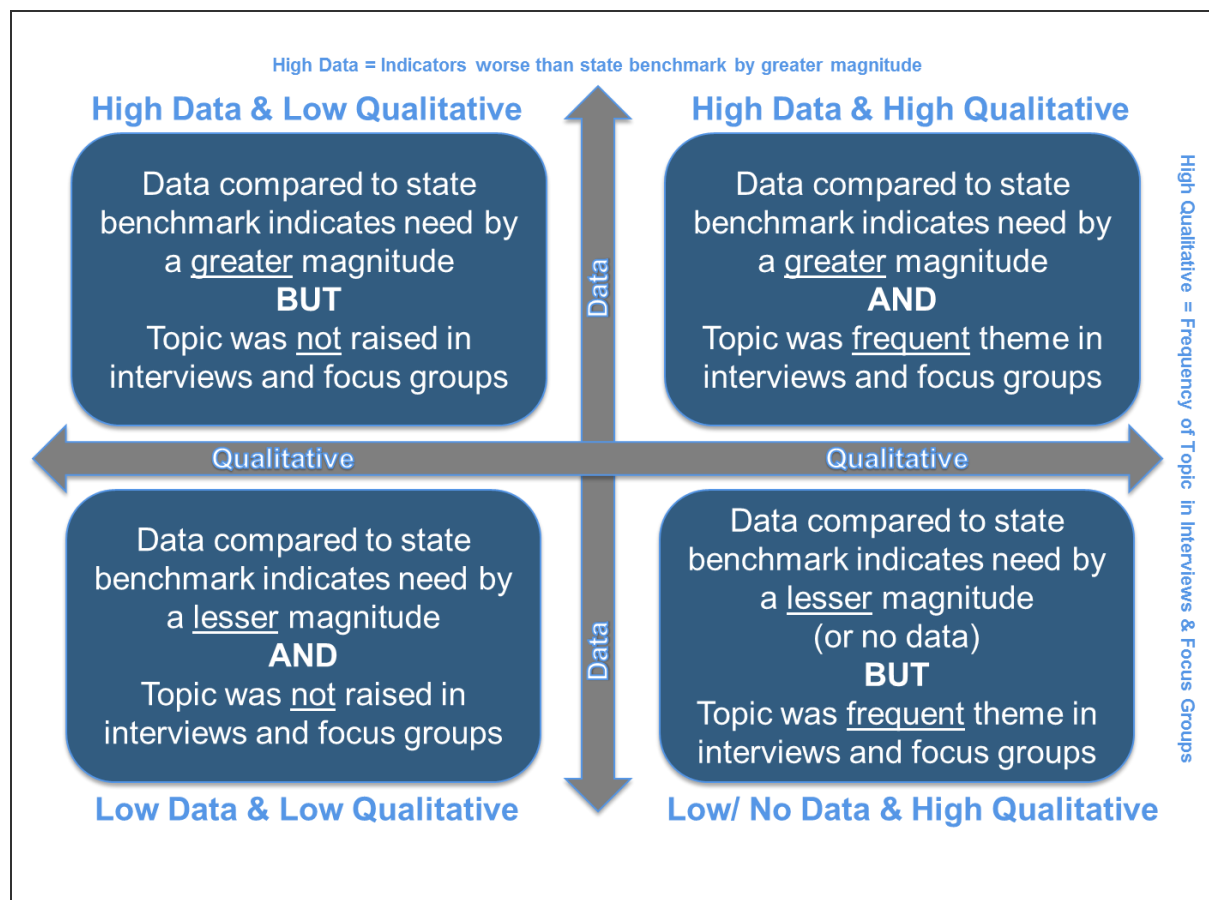 High Data = Indicators worse than state benchmark by greater magnitude
High Data & Low Qualitative
Data compared to state
benchmark indicates need by
a greater magnitude
BUT
Topic was not raised in
interviews and focus groups
High Data & High Qualitative
Data compared to state
benchmark indicates need by
a greater magnitude
AND
Topic was frequent theme in
interviews and focus groups
High Qualitative = Frequency of Topic in Interviews & Focus Groups
Data
Qualitative
Qualitative
Data
Data compared to state
benchmark indicates need by
a lesser magnitude
AND
Topic was not raised in
interviews and focus groups
Low Data & Low Qualitative
Data compared to state
benchmark indicates need by
a lesser magnitude
(or no data)
BUT
Topic was frequent theme in
interviews and focus groups
Low/ No Data & High Qualitative